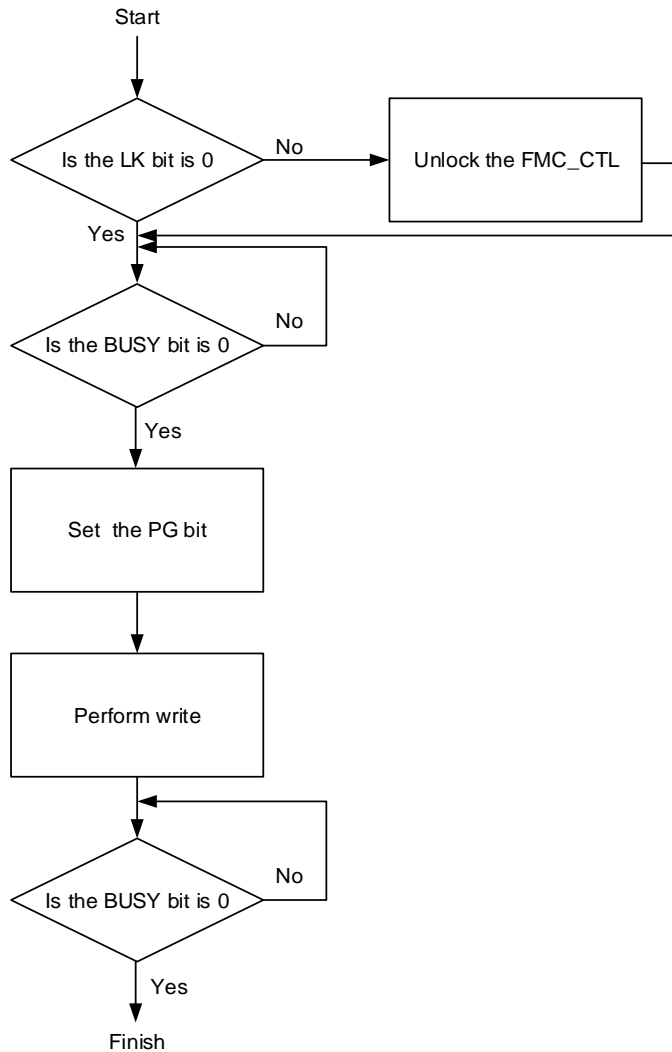 Start
Is the LK bit is 0
No
Unlock the FMC_CTL
Yes
Is the BUSY bit is 0
No
Yes
Set the PG bit
Perform write
Is the BUSY bit is 0
No
Yes
Finish